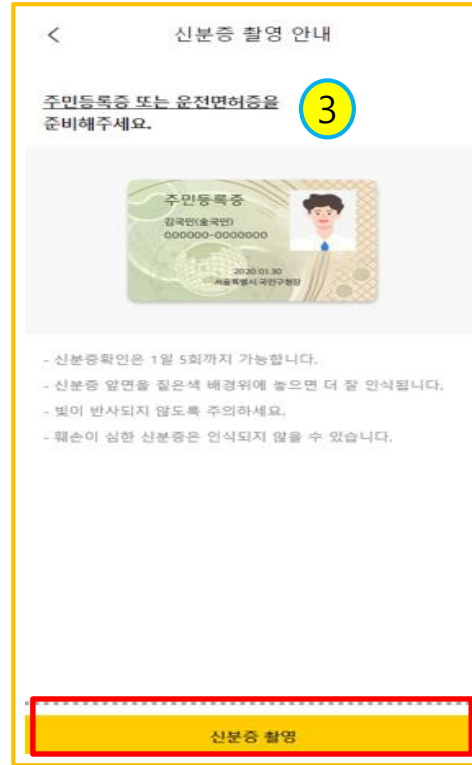 < 신분증 촬영 안내
주민등록증 또는 운전면허증을
준비해주세요.
3
주민등록증
김국민(金국민)
000000-0000000
2020.01.30
서울특별시 국민구청장
- 신분증확인은 1일 5회까지 가능합니다.
- 신분증 앞면을 짙은색 배경위에 놓으면 더 잘 인식됩니다.
- 빛이 반사되지 않도록 주의하세요.
- 훼손이 심한 신분증은 인식되지 않을 수 있습니다.
신분증 촬영